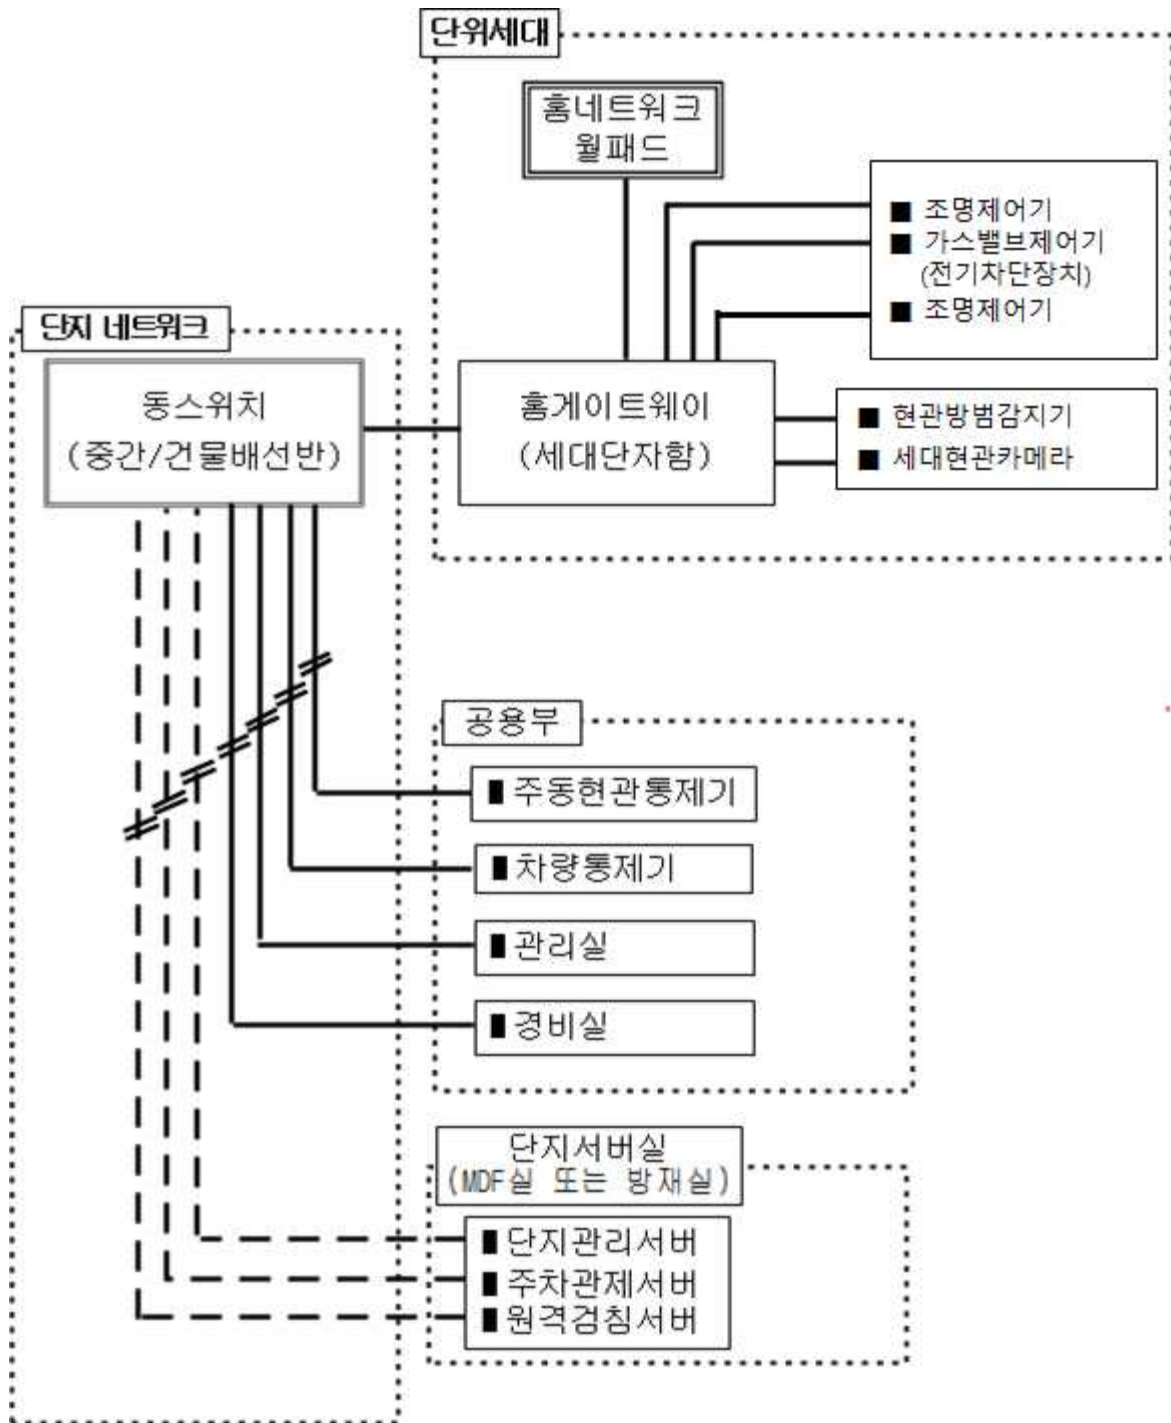 단위세대
홈네트워크
월패드
■ 조명제어기
■ 가스밸브제어기
(전기차단장치)
■ 조명제어기
단지 네트워크
동스위치
(중간/건물배선반)
홈게이트웨이
(세대단자함)
■ 현관방범감지기
■ 세대현관카메라
공용부
■주동현관통제기
■차량통제기
■관리실
■경비실
단지서버실
(MDF실 또는 방재실)
■단지관리서버
■주차관제서버
■원격검침서버